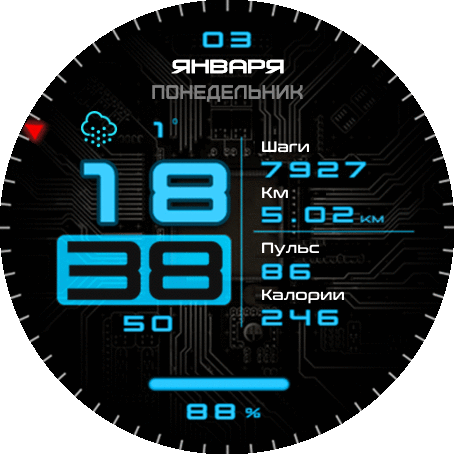 03
ЯНВАРЯ
ПОНЕДЕЛЬНИК
1°
18
38
50
Шаги
7927
Км
5.02 КМ
Пульс
86
Калории
246
88 %